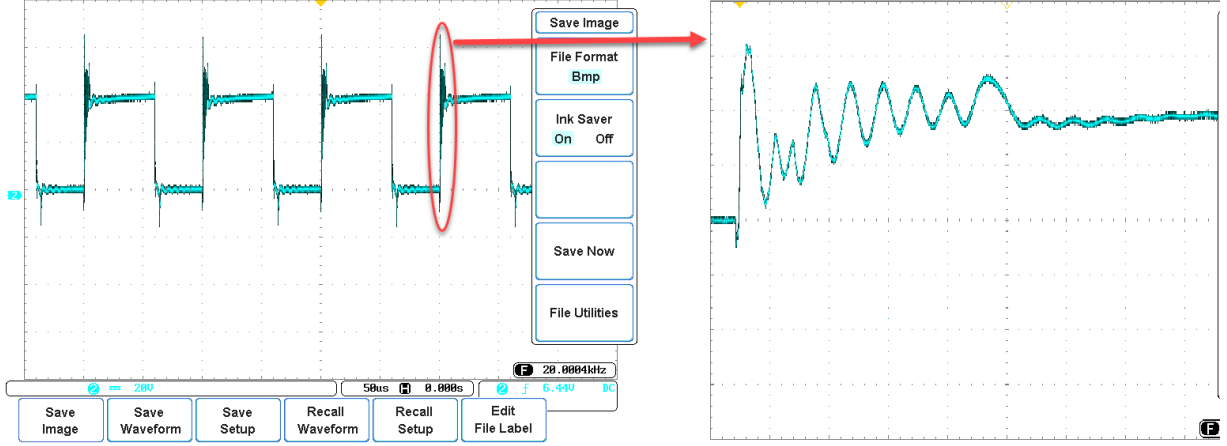 Save Image
File Format
Bmp
Ink Saver
On Off
Save Now
File Utilities
2
F 20.0004kHz
2 20V
50us H 0.000s
2 6.44V DC
Save
Image
Save
Waveform
Save
Setup
Recall
Waveform
Recall
Setup
Edit
File Label
F